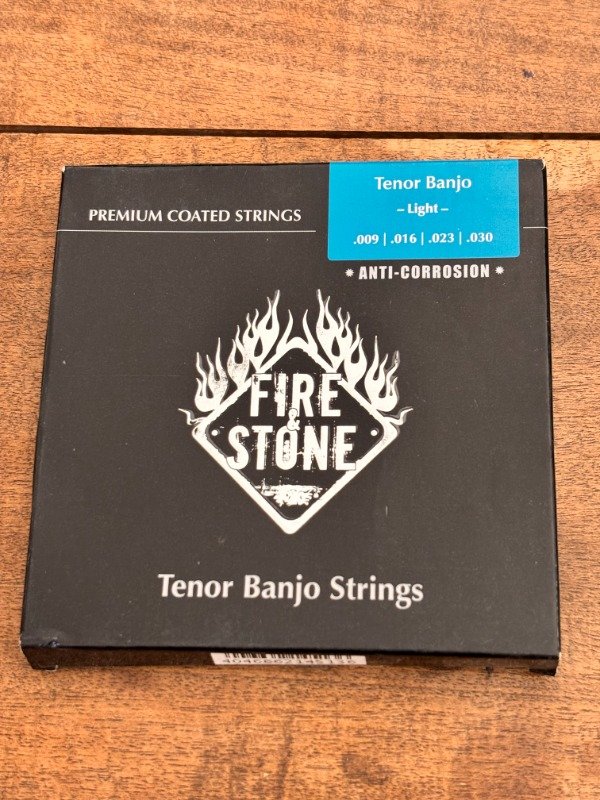 Tenor Banjo
– Light –
.009 | .016 | .023 | .030
PREMIUM COATED STRINGS
* ANTI-CORROSION *
FIRE
&
STONE
Tenor Banjo Strings